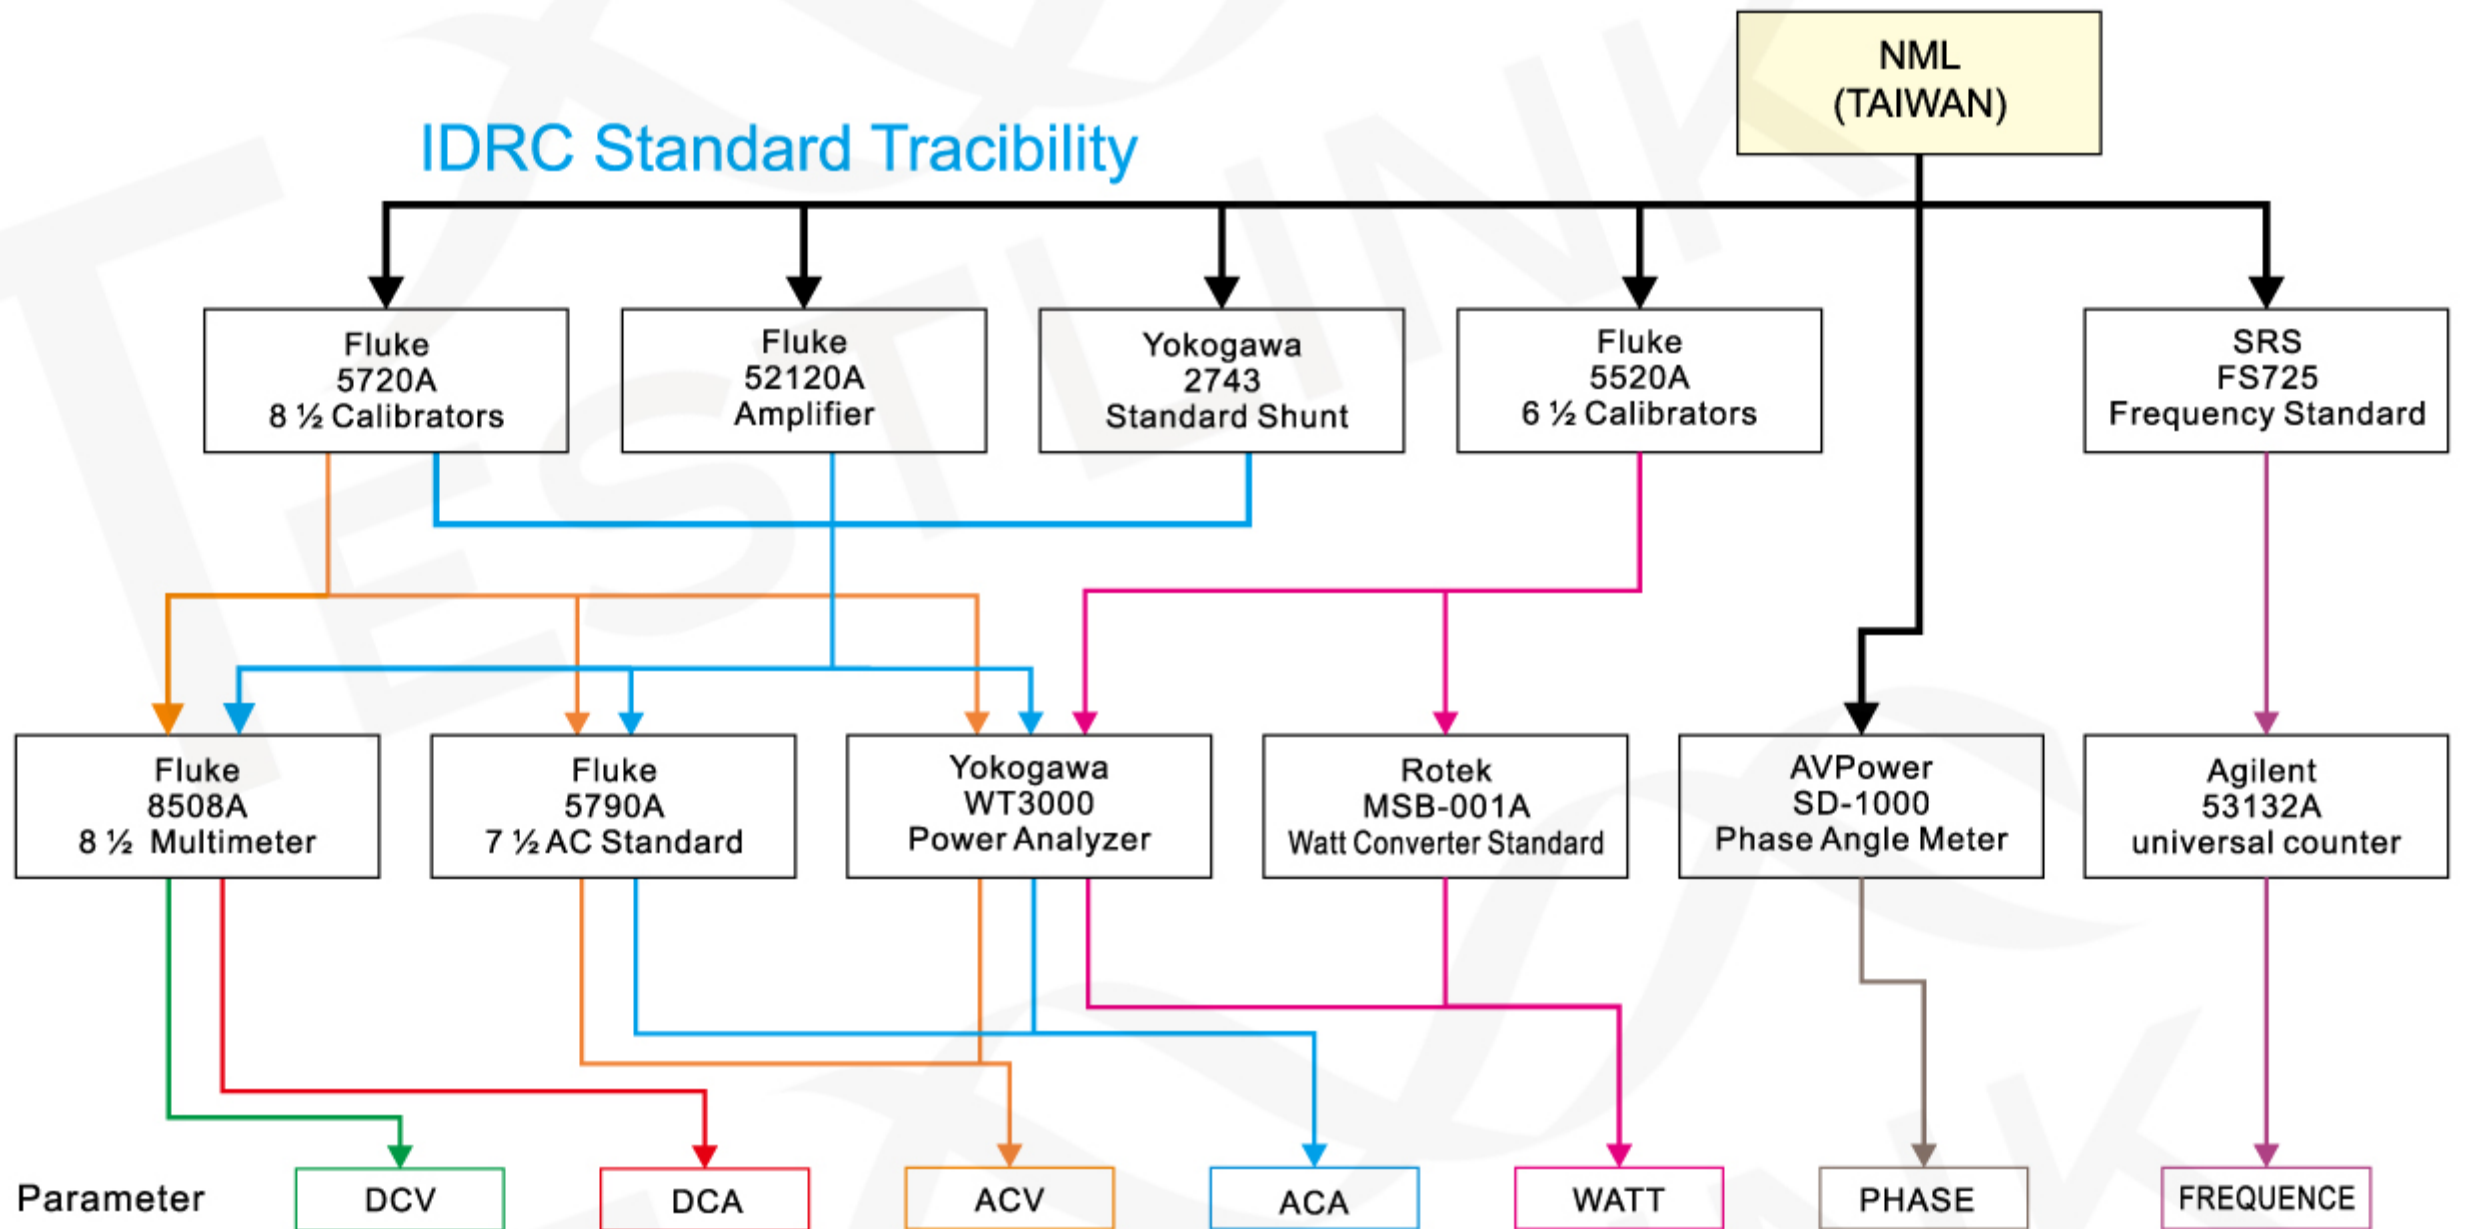 NML
(TAIWAN)
IDRC Standard Tracibility
Fluke
5720A
8 ½ Calibrators
Fluke
52120A
Amplifier
Yokogawa
2743
Standard Shunt
Fluke
5520A
6 ½ Calibrators
SRS
FS725
Frequency Standard
Fluke
8508A
8 ½ Multimeter
Fluke
5790A
7 ½ AC Standard
Yokogawa
WT3000
Power Analyzer
Rotek
MSB-001A
Watt Converter Standard
AVPower
SD-1000
Phase Angle Meter
Agilent
53132A
universal counter
Parameter
DCV
DCA
ACV
ACA
WATT
PHASE
FREQUENCE
TESTLINK
NK